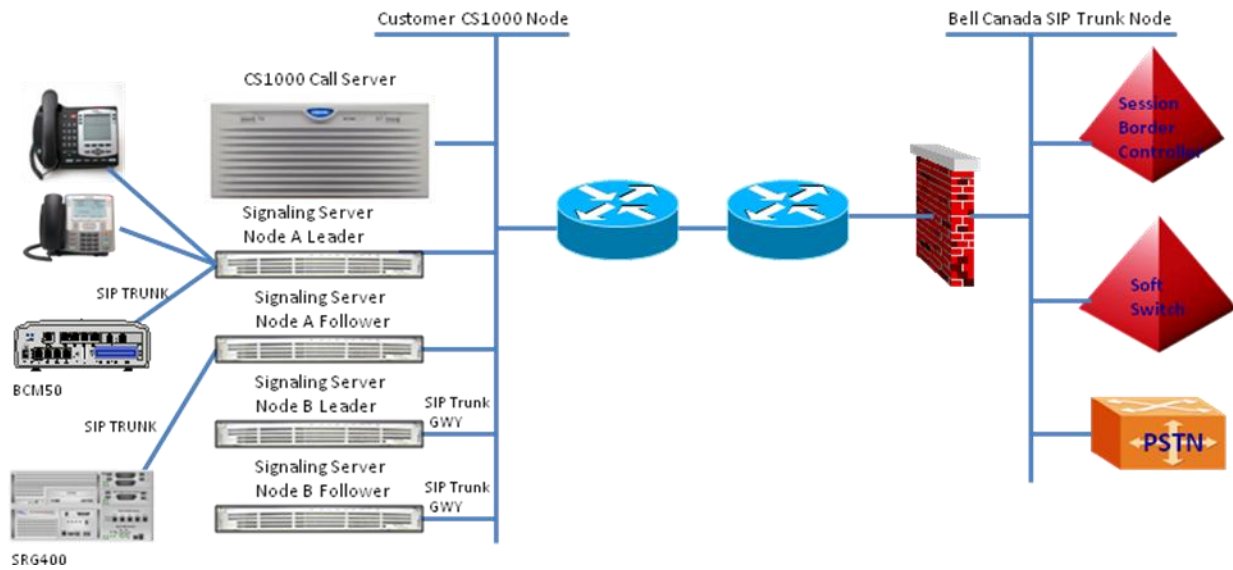 Customer CS1000 Node
Bell Canada SIP Trunk Node
CS1000 Call Server
Session
Border
Controller
Signaling Server
Node A Leader
SIP TRUNK
Signaling Server
Node A Follower
Soft
Switch
BCM50
Signaling Server
Node B Leader
SIP Trunk
GWY
SIP TRUNK
PSTN
Signaling Server
Node B Follower
SIP Trunk
GWY
SRG400